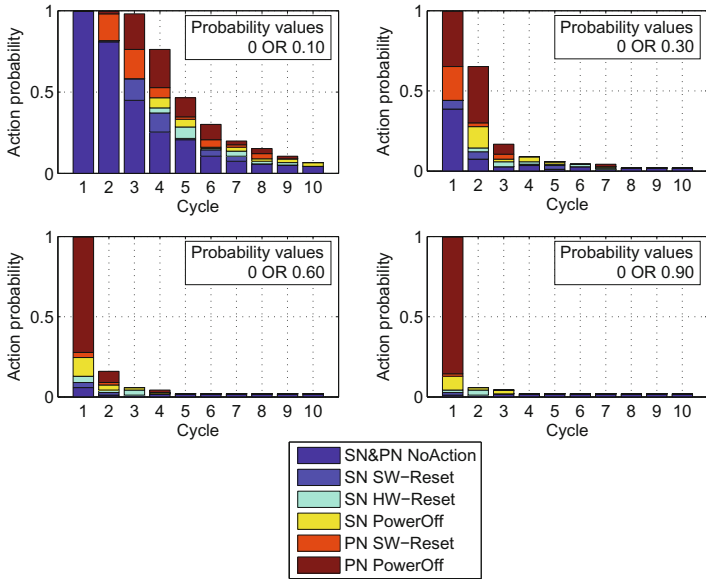 1
0.5
0
Action probability
Probability values
0 OR 0.10
1 2 3 4 5 6 7 8 9 10
Cycle
1
0.5
0
Action probability
Probability values
0 OR 0.30
1 2 3 4 5 6 7 8 9 10
Cycle
1
0.5
0
Action probability
Probability values
0 OR 0.60
1 2 3 4 5 6 7 8 9 10
Cycle
1
0.5
0
Action probability
Probability values
0 OR 0.90
1 2 3 4 5 6 7 8 9 10
Cycle
SN&PN NoAction
SN SW−Reset
SN HW−Reset
SN PowerOff
PN SW−Reset
PN PowerOff